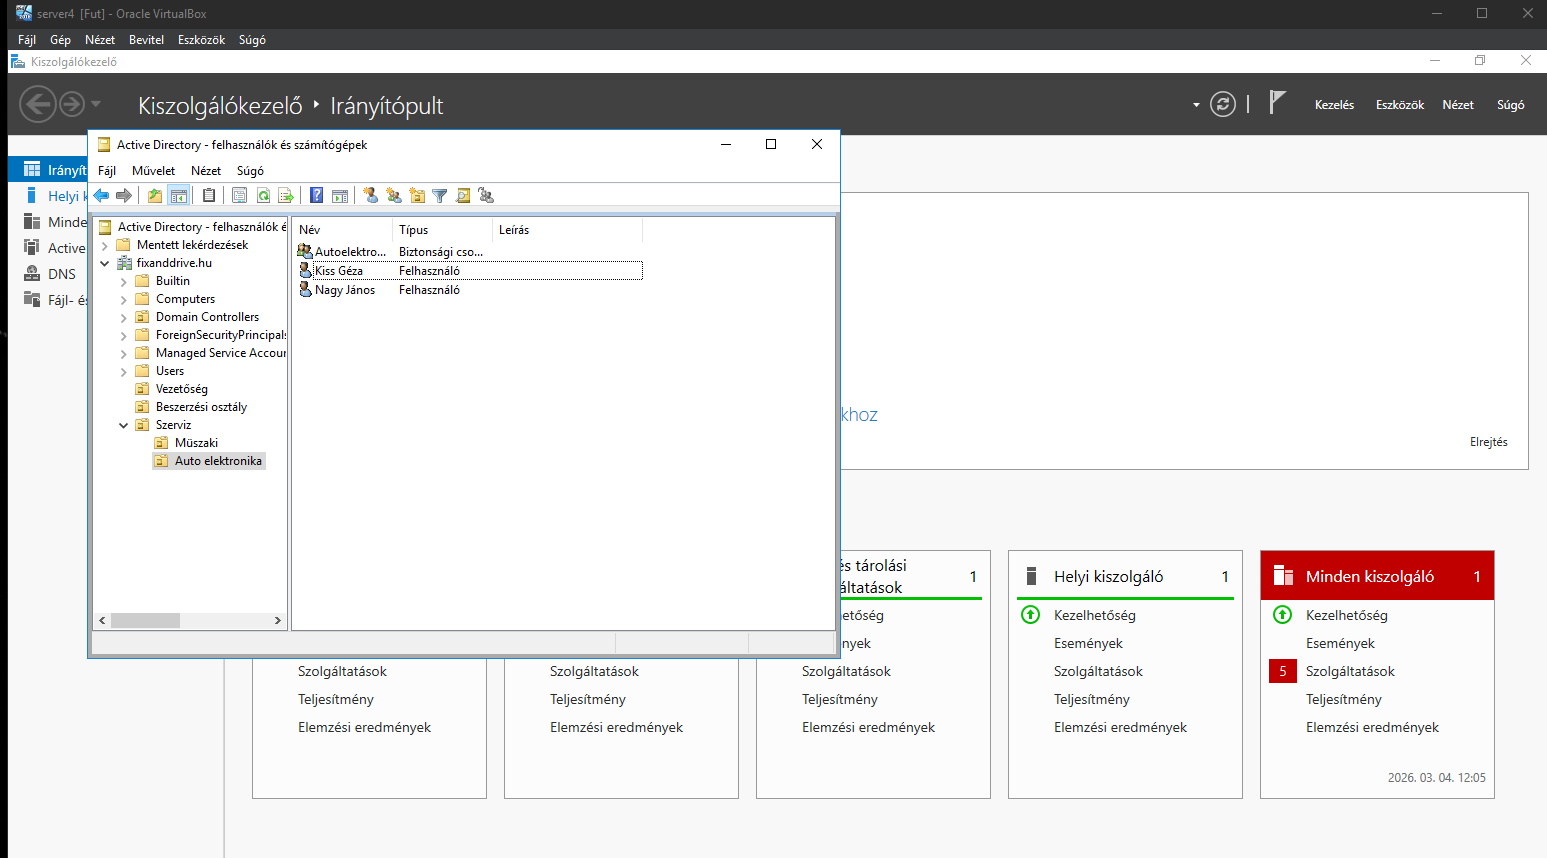 server4 [Fut] - Oracle VirtualBox
Fájl Gép Nézet Bevitel Eszközök Súgó
Kiszolgálókezelő
Kiszolgálókezelő ‣ Irányítópult
Kezelés Eszközök Nézet Súgó
Irányít
Helyi k
Minde
Active
DNS
Fájl- és
Active Directory - felhasználók és számítógépek
Fájl Művelet Nézet Súgó
Active Directory - felhasználók é
Mentett lekérdezések
fixanddrive.hu
Builtin
Computers
Domain Controllers
ForeignSecurityPrincipals
Managed Service Accour
Users
Vezetőség
Beszerzési osztály
Szerviz
Müszaki
Auto elektronika
Név Típus Leírás
Autoelektro... Biztonsági cso...
Kiss Géza Felhasználó
Nagy János Felhasználó
khoz
Elrejtés
Szolgáltatások
Teljesítmény
Elemzési eredmények
Szolgáltatások
Teljesítmény
Elemzési eredmények
és tárolási 1
áltatások
etőség
nyek
Szolgáltatások
Teljesítmény
Elemzési eredmények
Helyi kiszolgáló 1
Kezelhetőség
Események
Szolgáltatások
Teljesítmény
Elemzési eredmények
Minden kiszolgáló 1
Kezelhetőség
Események
5 Szolgáltatások
Teljesítmény
Elemzési eredmények
2026. 03. 04. 12:05